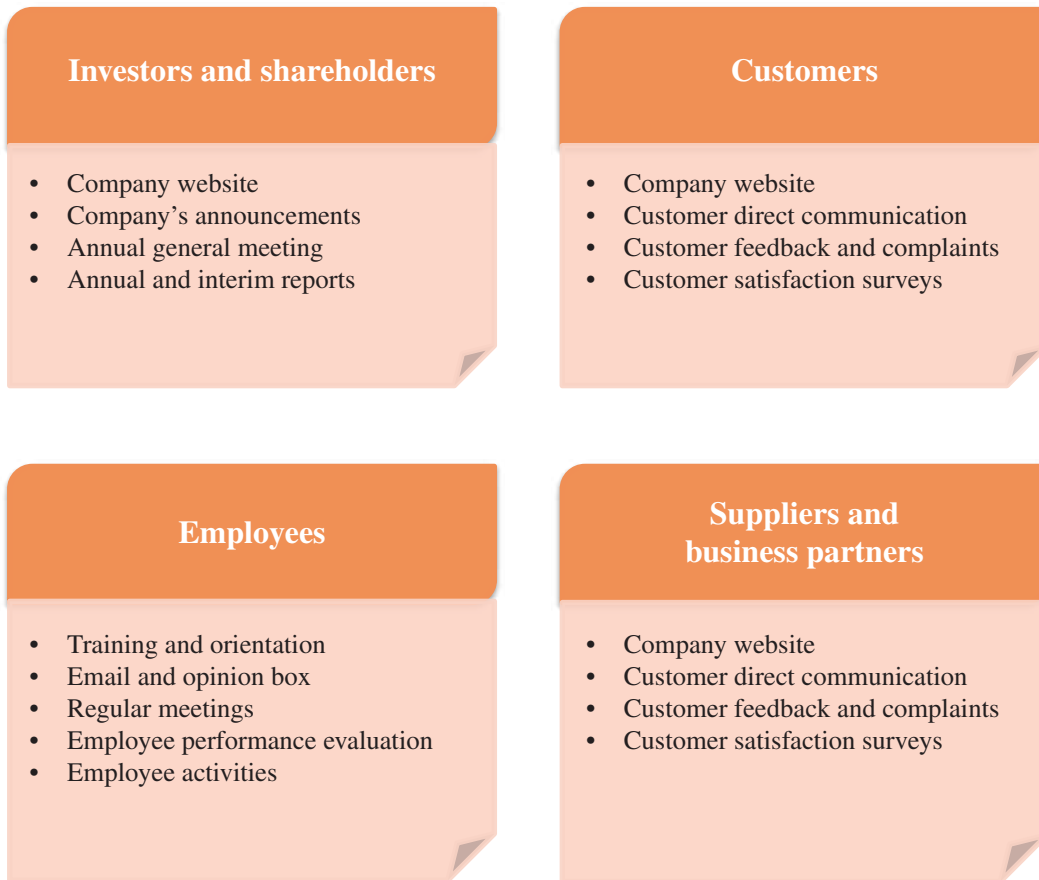 Investors and shareholders
• Company website
• Company’s announcements
• Annual general meeting
• Annual and interim reports
Customers
• Company website
• Customer direct communication
• Customer feedback and complaints
• Customer satisfaction surveys
Employees
• Training and orientation
• Email and opinion box
• Regular meetings
• Employee performance evaluation
• Employee activities
Suppliers and
business partners
• Company website
• Customer direct communication
• Customer feedback and complaints
• Customer satisfaction surveys